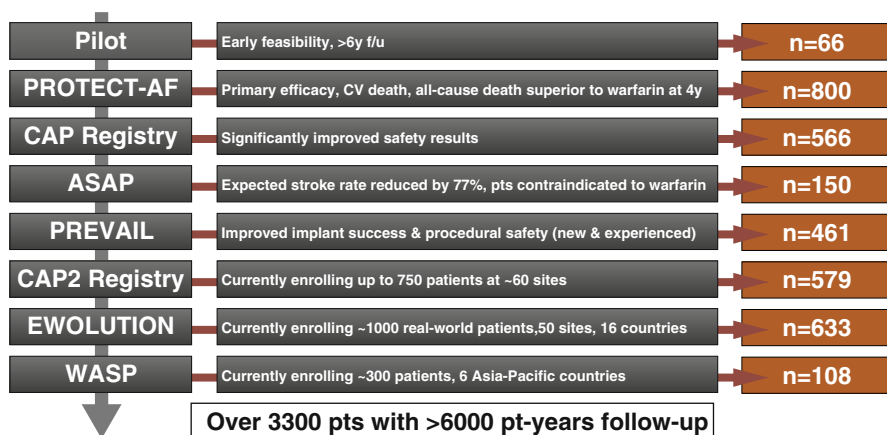 Pilot Early feasibility, >6y f/u n=66
PROTECT-AF Primary efficacy, CV death, all-cause death superior to warfarin at 4y n=800
CAP Registry Significantly improved safety results n=566
ASAP Expected stroke rate reduced by 77%, pts contraindicated to warfarin n=150
PREVAIL Improved implant success & procedural safety (new & experienced) n=461
CAP2 Registry Currently enrolling up to 750 patients at ~60 sites n=579
EWOLUTION Currently enrolling ~1000 real-world patients,50 sites, 16 countries n=633
WASP Currently enrolling ~300 patients, 6 Asia-Pacific countries n=108
Over 3300 pts with >6000 pt-years follow-up